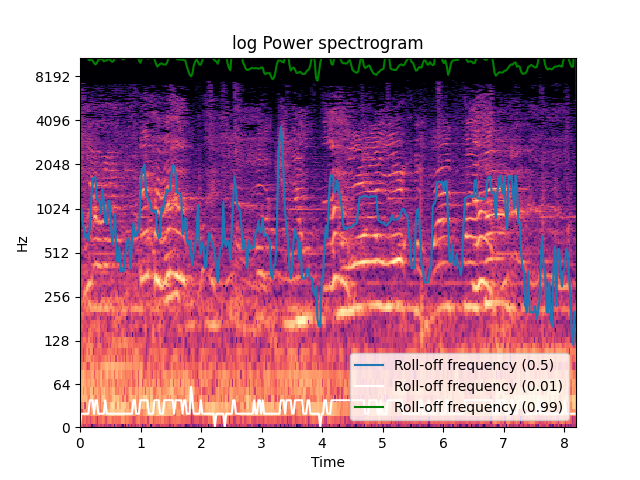 log Power spectrogram
Hz
8192
4096
2048
1024
512
256
128
64
0
Roll-off frequency (0.5)
Roll-off frequency (0.01)
Roll-off frequency (0.99)
0 1 2 3 4 5 6 7 8
Time